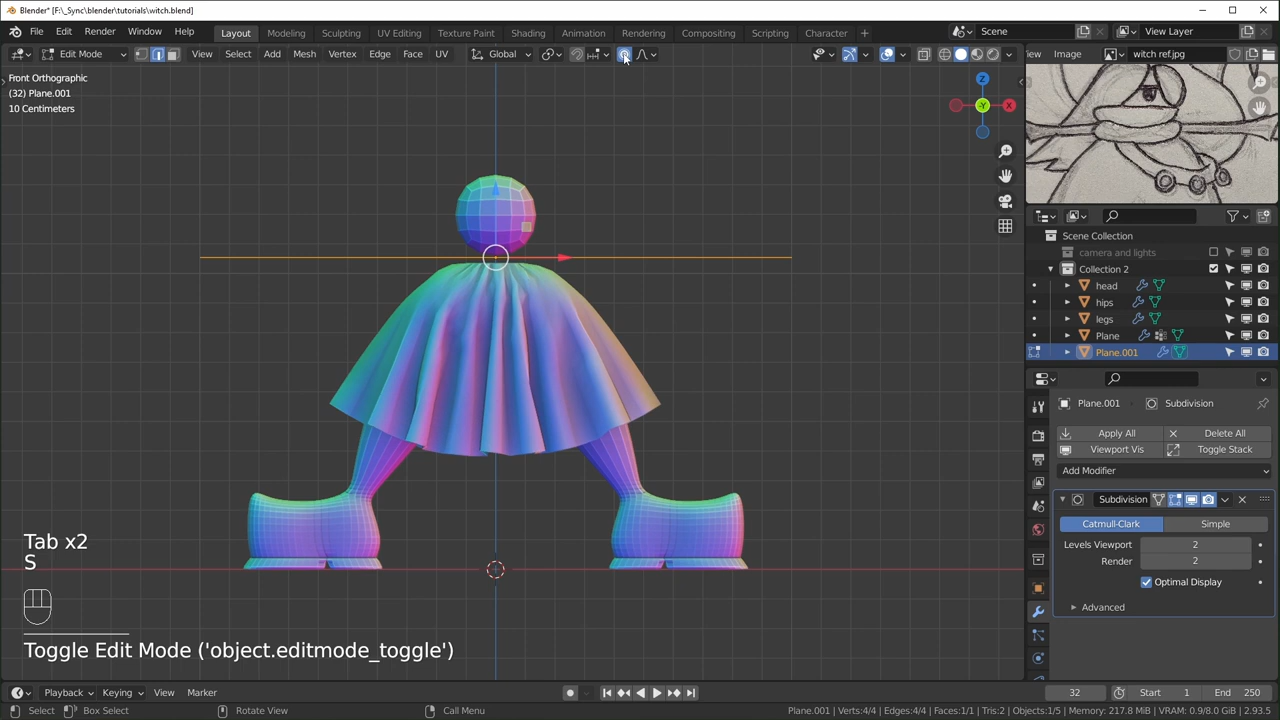 Blender* [F:\_Sync\blender\tutorials\witch.blend]
File Edit Render Window Help Layout Modeling Sculpting UV Editing Texture Paint Shading Animation Rendering Compositing Scripting Character Scene View Layer
Edit Mode View Select Add Mesh Vertex Edge Face UV Global View Image witch ref.jpg
Front Orthographic
(32) Plane.001
10 Centimeters
Z
Y
X
Scene Collection
camera and lights
Collection 2
head
hips
legs
Plane
Plane.001
Plane.001 Subdivision
Apply All Delete All
Viewport Vis Toggle Stack
Add Modifier
Subdivision
Catmull-Clark Simple
Levels Viewport 2
Render 2
Optimal Display
Advanced
Tab x2
S
Toggle Edit Mode ('object.editmode_toggle')
Playback Keying View Marker 32 Start 1 End 250
Select Box Select Rotate View Call Menu Plane.001 | Verts:4/4 | Edges:4/4 | Faces:1/1 | Tris:2 | Objects:1/5 | Memory: 217.8 MiB | VRAM: 0.9/8.0 GiB | 2.93.5